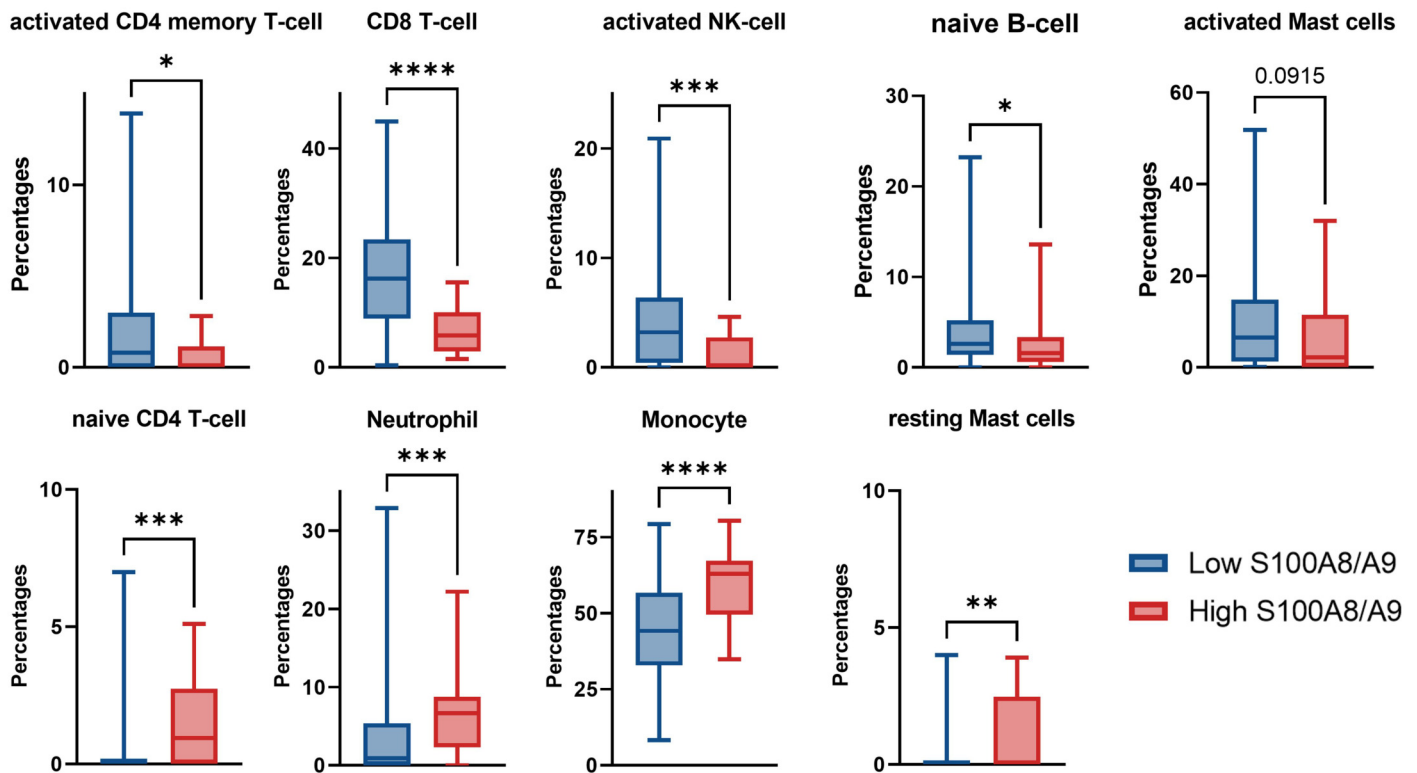 activated CD4 memory T-cell
CD8 T-cell
activated NK-cell
naive B-cell
activated Mast cells
*
****
***
*
0.0915
Percentages
10
0
Percentages
40
20
0
Percentages
20
10
0
Percentages
30
20
10
0
Percentages
60
40
20
0
naive CD4 T-cell
Neutrophil
Monocyte
resting Mast cells
***
***
****
**
Percentages
10
5
0
Percentages
30
20
10
0
Percentages
75
50
25
0
Percentages
10
5
0
Low S100A8/A9
High S100A8/A9